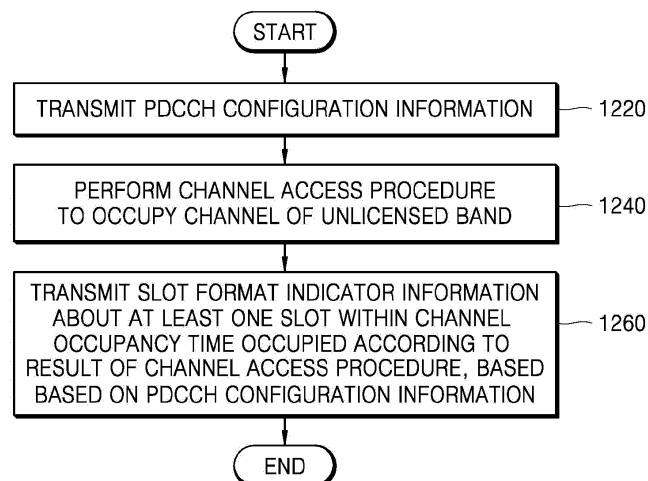 START
TRANSMIT PDCCH CONFIGURATION INFORMATION
1220
PERFORM CHANNEL ACCESS PROCEDURE
TO OCCUPY CHANNEL OF UNLICENSED BAND
1240
TRANSMIT SLOT FORMAT INDICATOR INFORMATION
ABOUT AT LEAST ONE SLOT WITHIN CHANNEL
OCCUPANCY TIME OCCUPIED ACCORDING TO
RESULT OF CHANNEL ACCESS PROCEDURE, BASED
BASED ON PDCCH CONFIGURATION INFORMATION
1260
END